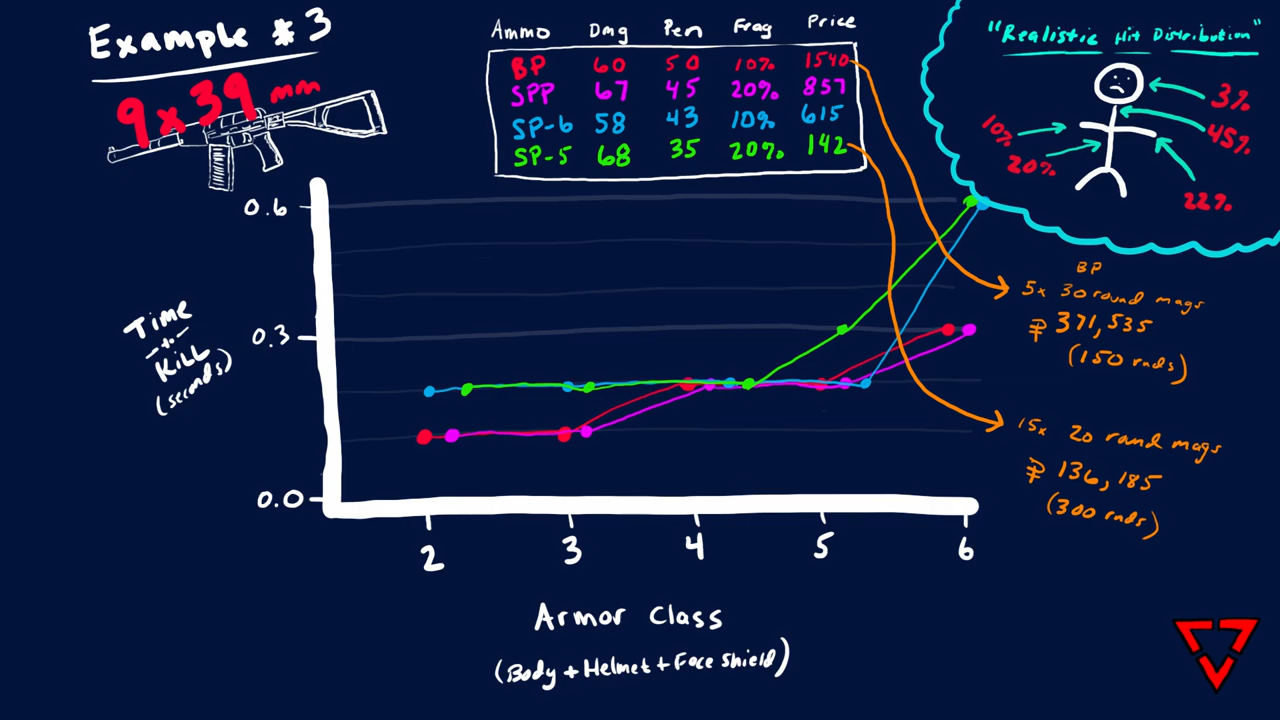 Example #3
9x39 mm
Ammo Dmg Pen Frag Price
BP 60 50 10% 1540
SPP 67 45 20% 857
SP-6 58 43 10% 615
SP-5 68 35 20% 142
"Realistic Hit Distribution"
3%
45%
10%
20%
22%
0.6
0.3
0.0
Time
-to-
Kill
(seconds)
BP
5x 30 round mags
₽ 371,535
(150 rnds)
15x 20 round mags
₽ 136,185
(300 rnds)
2 3 4 5 6
Armor Class
(Body + Helmet + Face Shield)